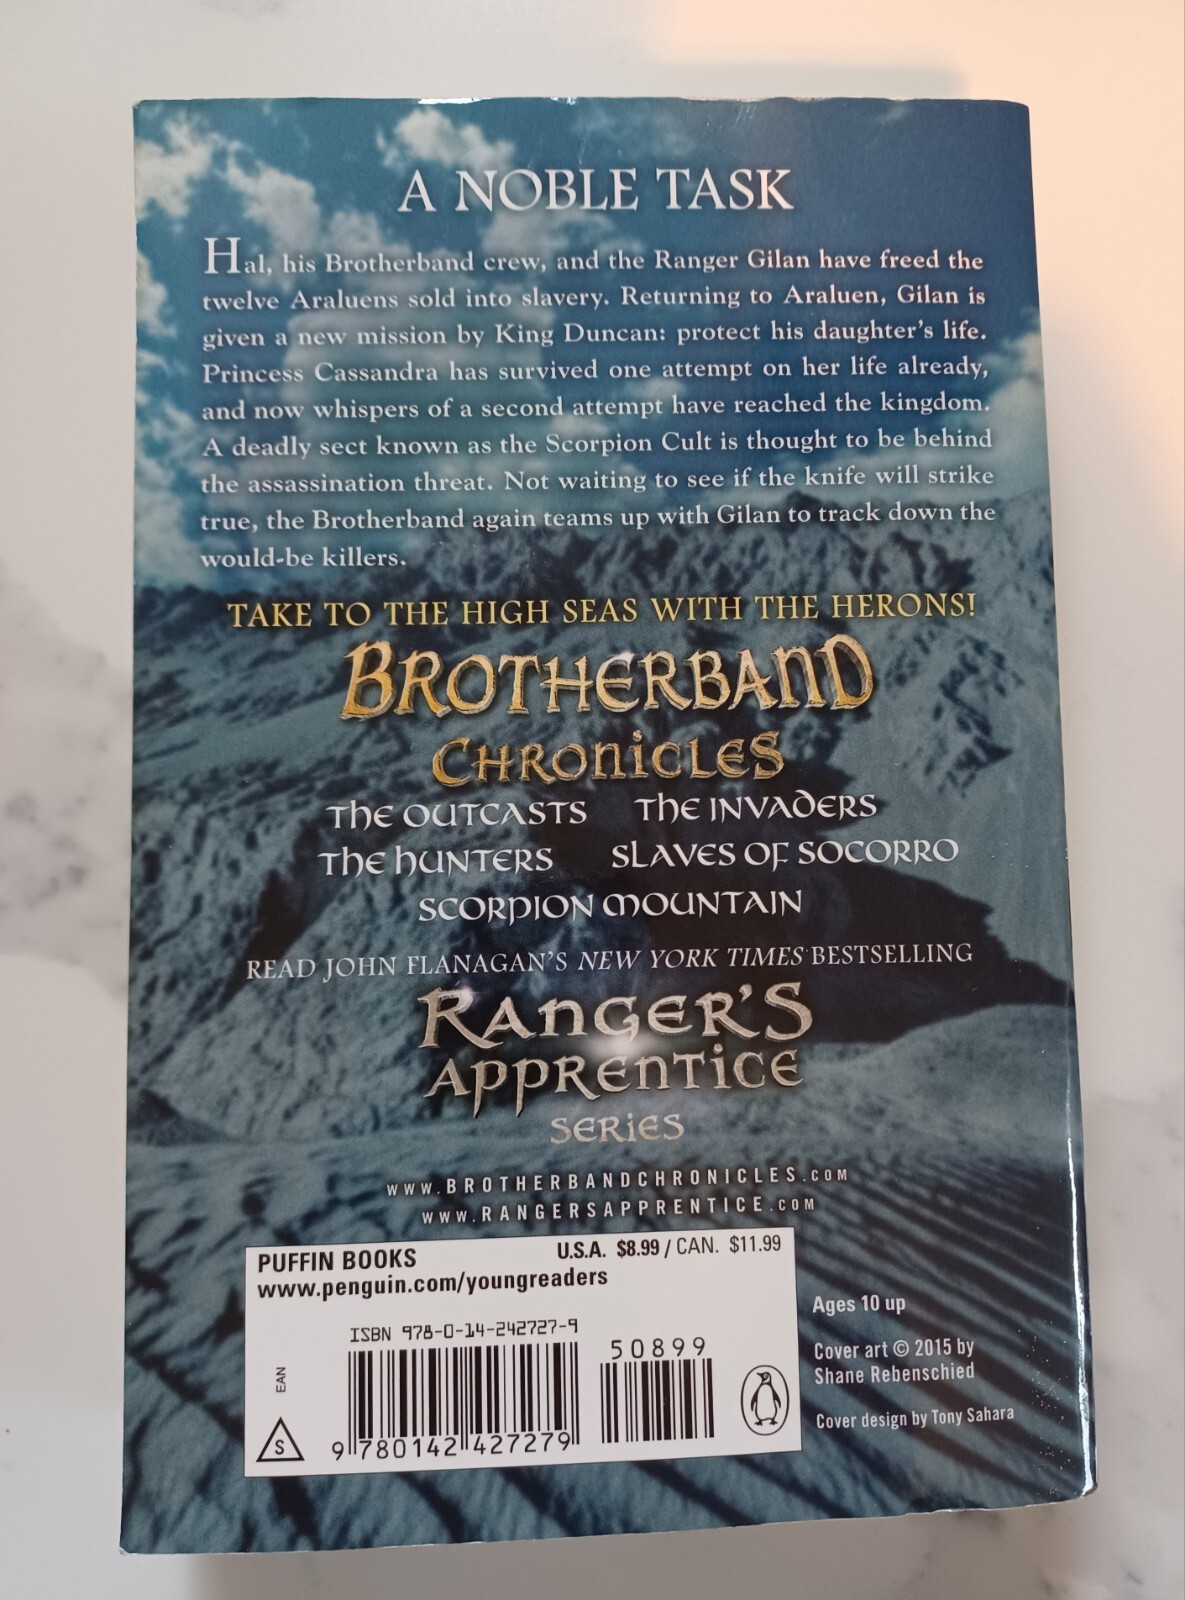 A NOBLE TASK
Hal, his Brotherband crew, and the Ranger Gilan have freed the
twelve Araluens sold into slavery. Returning to Araluen, Gilan is
given a new mission by King Duncan: protect his daughter's life.
Princess Cassandra has survived one attempt on her life already,
and now whispers of a second attempt have reached the kingdom.
A deadly sect known as the Scorpion Cult is thought to be behind
the assassination threat. Not waiting to see if the knife will strike
true, the Brotherband again teams up with Gilan to track down the
would-be killers.
TAKE TO THE HIGH SEAS WITH THE HERONS!
BROTHERBAND
CHRONICLES
THE OUTCASTS THE INVADERS
THE HUNTERS SLAVES OF SOCORRO
SCORPION MOUNTAIN
READ JOHN FLANAGAN'S NEW YORK TIMES BESTSELLING
RANGER'S
APPRENTICE
SERIES
WWW.BROTHERBANDCHRONICLES.COM
WWW.RANGERSAPPRENTICE.COM
PUFFIN BOOKS U.S.A. $8.99 / CAN. $11.99
www.penguin.com/youngreaders
ISBN 978-0-14-242727-9
50899
EAN
S
9 780142 427279
Ages 10 up
Cover art © 2015 by
Shane Rebenschied
Cover design by Tony Sahara